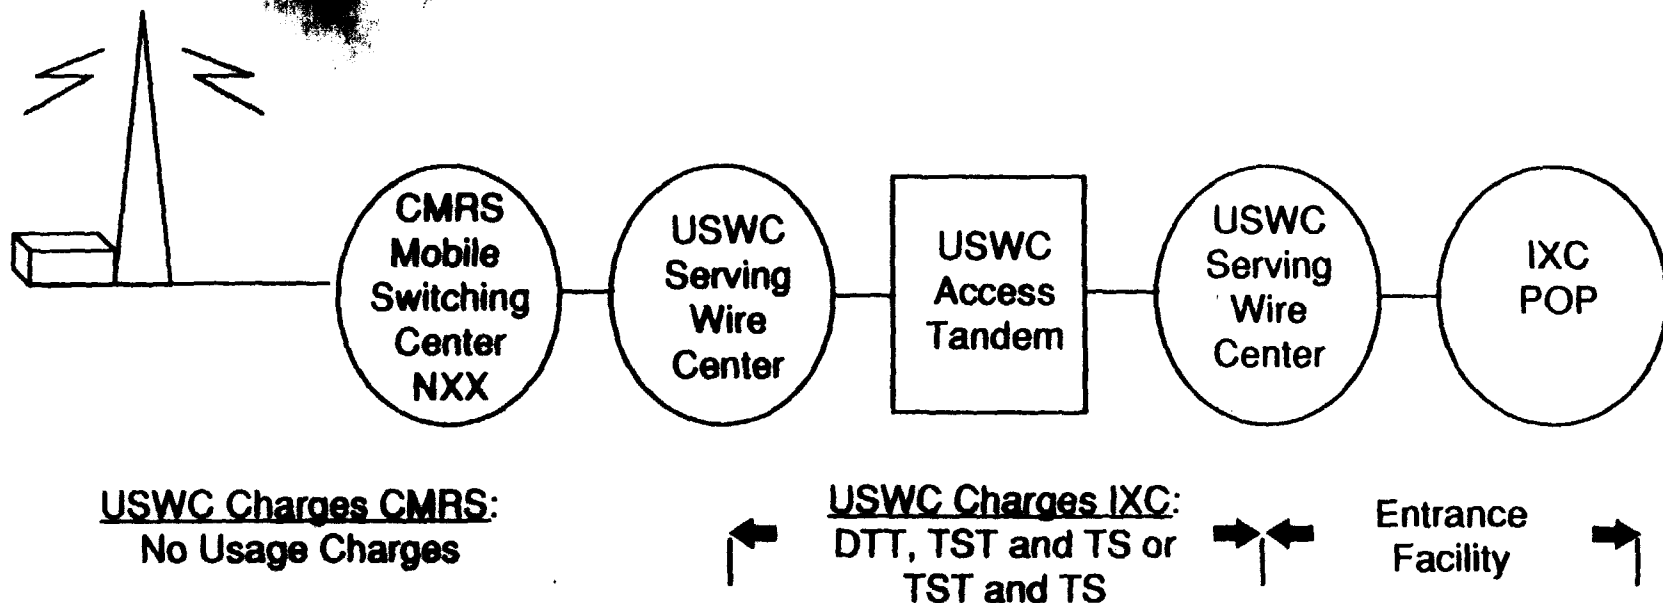 CMRS
Mobile
Switching
Center
NXX
USWC
Serving
Wire
Center
USWC
Access
Tandem
USWC
Serving
Wire
Center
IXC
POP
USWC Charges CMRS:
No Usage Charges
USWC Charges IXC:
DTT, TST and TS or
TST and TS
Entrance
Facility